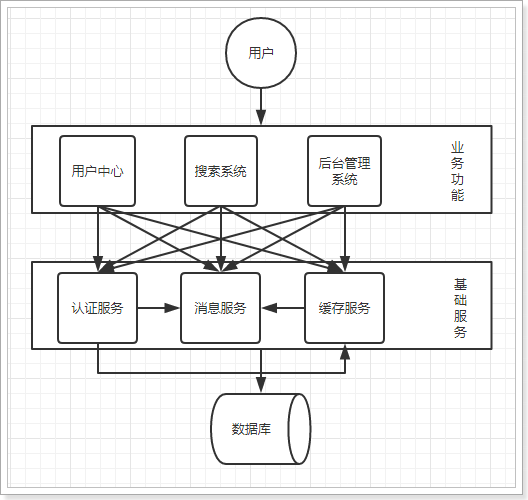 用户
用户中心
搜索系统
后台管理
系统
业
务
功
能
认证服务
消息服务
缓存服务
基
础
服
务
数据库